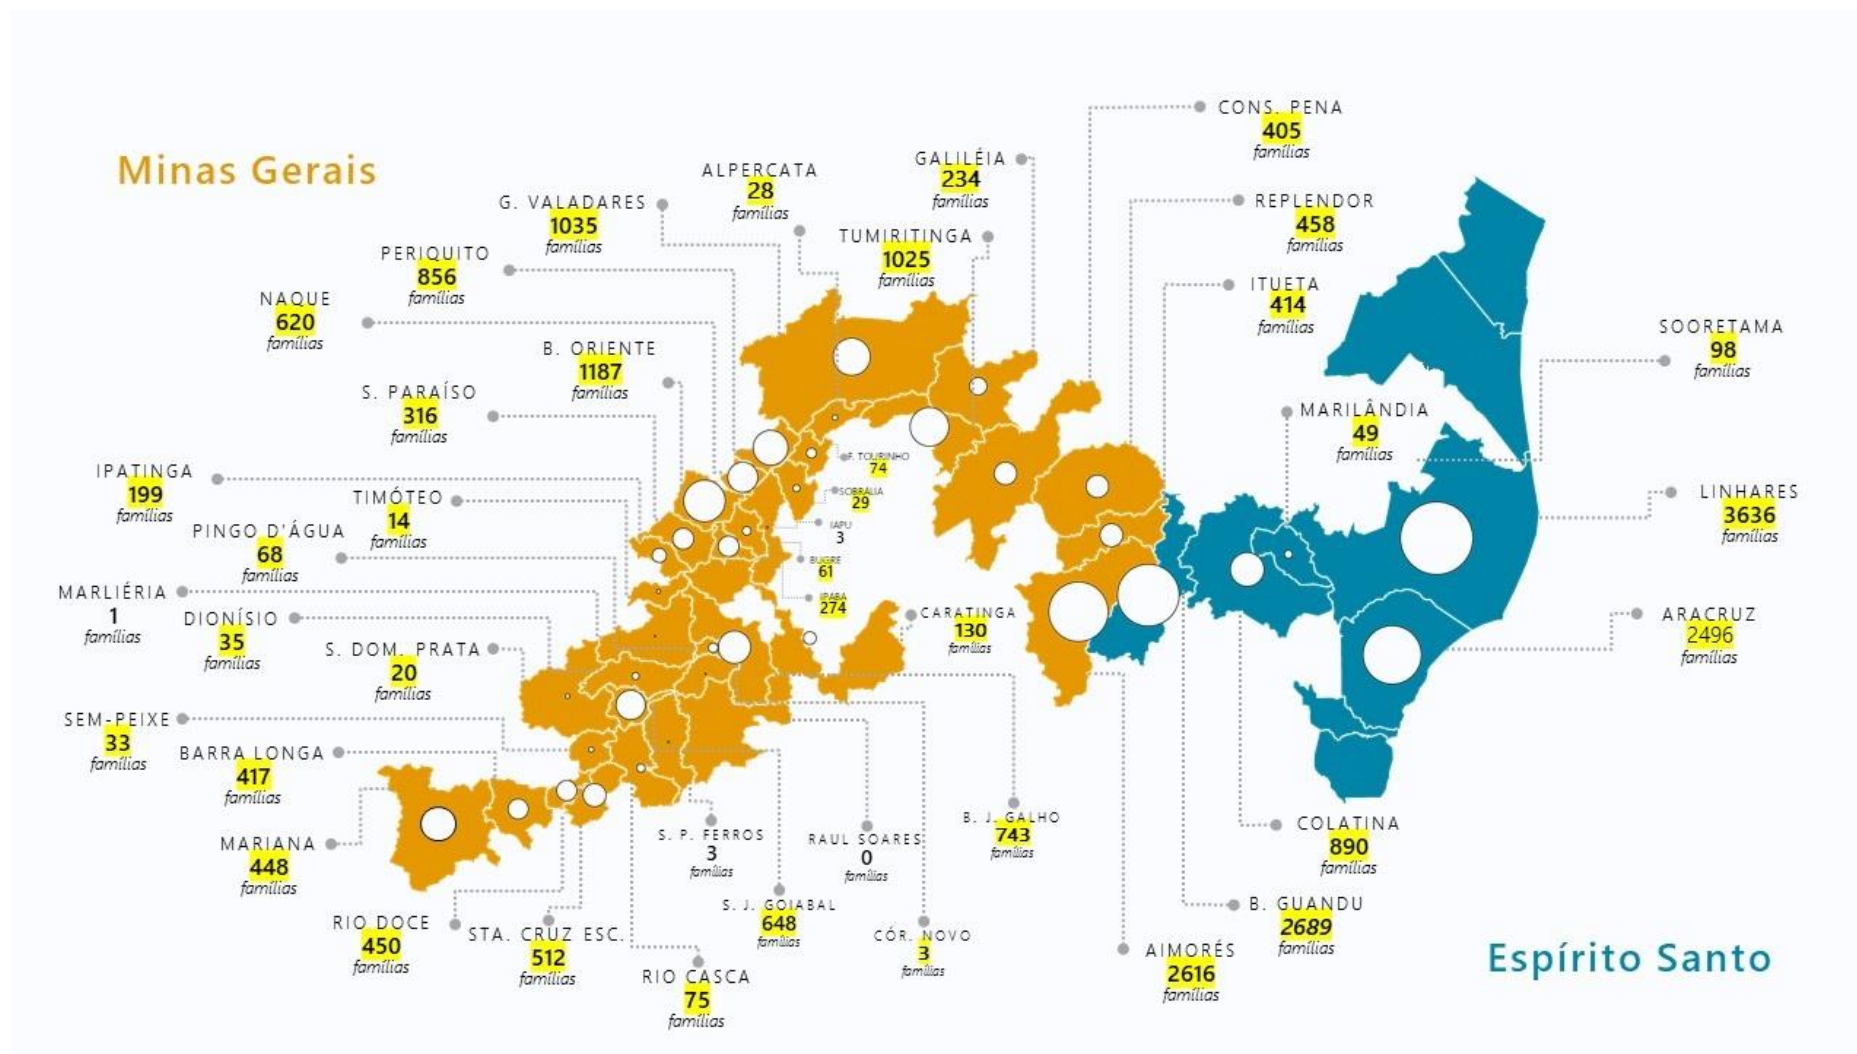 Minas Gerais
CONS. PENA
405
famílias
GALILÉIA
234
famílias
ALPERCATA
28
famílias
G. VALADARES
1035
famílias
REPLENDOR
458
famílias
TUMIRITINGA
1025
famílias
PERIQUITO
856
famílias
ITUETA
414
famílias
NAQUE
620
famílias
SOORETAMA
98
famílias
B. ORIENTE
1187
famílias
S. PARAÍSO
316
famílias
MARILÂNDIA
49
famílias
F. TOURINHO
74
IPATINGA
199
famílias
SOBRÁLIA
29
LINHARES
3636
famílias
TIMÓTEO
14
famílias
IAPU
3
PINGO D'ÁGUA
68
famílias
BUGRE
61
MARLIÉRIA
1
famílias
IPABA
274
DIONÍSIO
35
famílias
CARATINGA
130
famílias
ARACRUZ
2496
famílias
S. DOM. PRATA
20
famílias
SEM-PEIXE
33
famílias
BARRA LONGA
417
famílias
MARIANA
448
famílias
S. P. FERROS
3
famílias
RAUL SOARES
0
famílias
B. J. GALHO
743
famílias
COLATINA
890
famílias
RIO DOCE
450
famílias
STA. CRUZ ESC.
512
famílias
S. J. GOIABAL
648
famílias
CÓR. NOVO
3
famílias
B. GUANDU
2689
famílias
AIMORÉS
2616
famílias
RIO CASCA
75
famílias
Espírito Santo